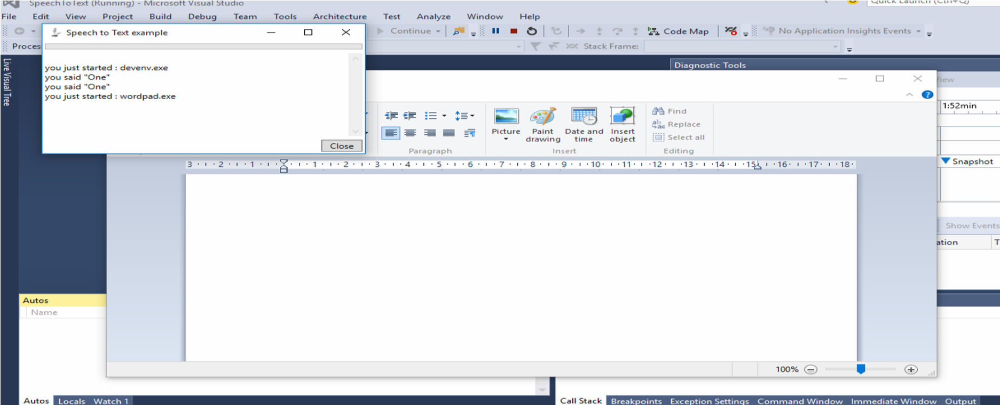 SpeechToText (Running) - Microsoft Visual Studio
Quick Launch (Ctrl+Q)
File Edit View Project Build Debug Team Tools Architecture Test Analyze Window Help
Continue
Code Map
No Application Insights Events
Proces
Stack Frame:
Speech to Text example
you just started : devenv.exe
you said "One"
you said "One"
you just started : wordpad.exe
Close
Live Visual Tree
Diagnostic Tools
View
1:52min
Picture
Paint drawing
Date and time
Insert object
Find
Replace
Select all
Paragraph
Insert
Editing
3 2 1 1 2 3 4 5 6 7 8 9 10 11 12 13 14 15 16 17 18
Snapshot
Show Events
ation
T
Autos
Name
100%
Autos Locals Watch 1
Call Stack Breakpoints Exception Settings Command Window Immediate Window Output